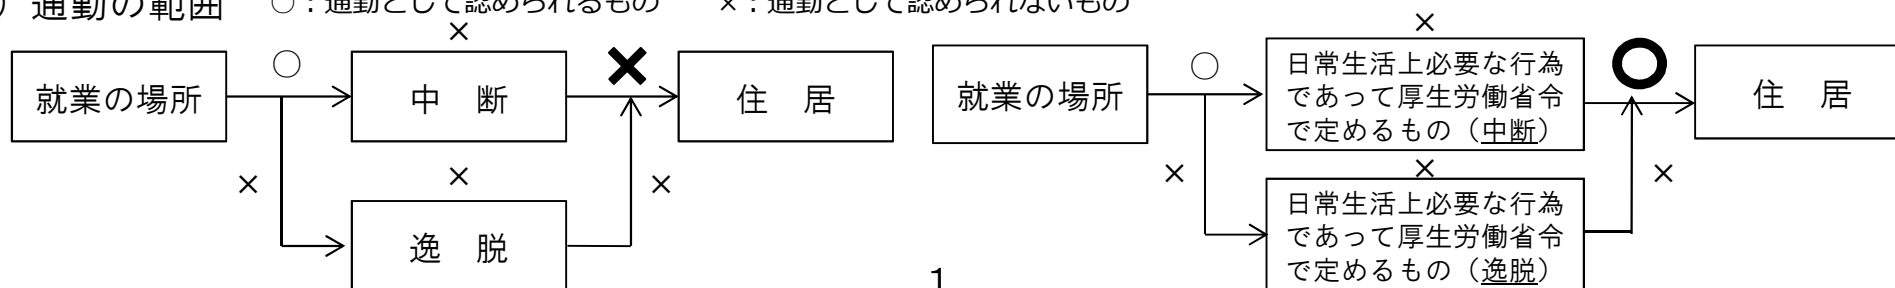 ）通勤の範囲　○：通勤として認められるもの　×：通勤として認められないもの
×
就業の場所
○
中　断
×
住　居
×
×
逸　脱
×
×
就業の場所
○
日常生活上必要な行為
であって厚生労働省令
で定めるもの（中断）
○
住　居
×
×
日常生活上必要な行為
であって厚生労働省令
で定めるもの（逸脱）
×
1